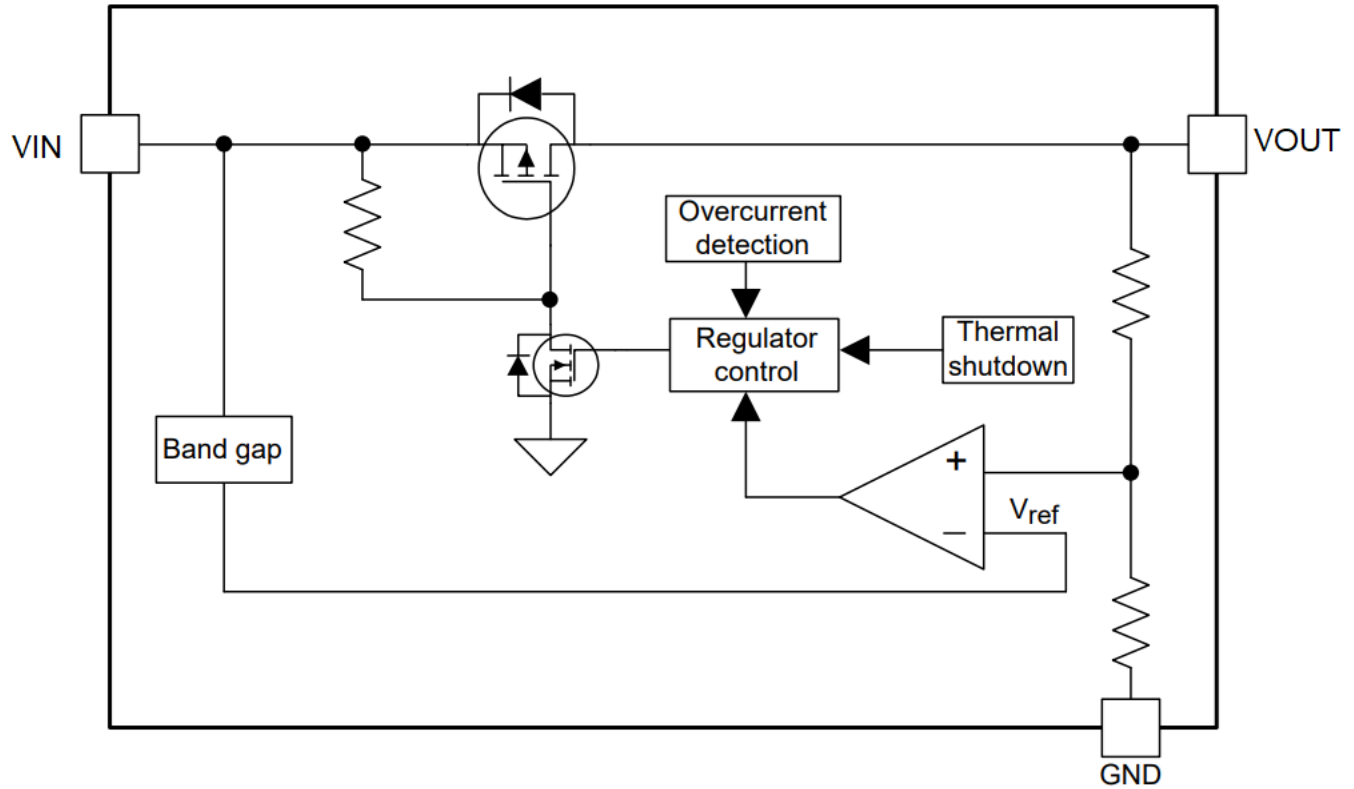 VIN
VOUT
Overcurrent
detection
Regulator
control
Thermal
shutdown
Band gap
+
Vref
−
GND